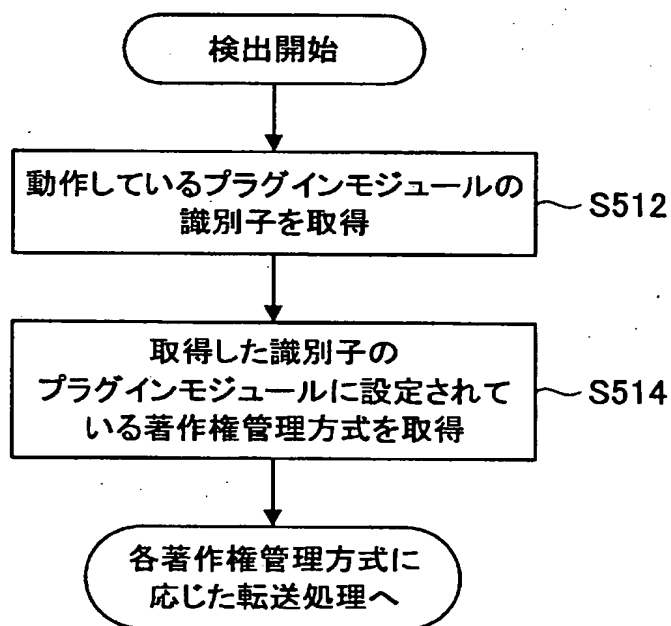 検出開始
動作しているプラグインモジュールの
識別子を取得
S512
取得した識別子の
プラグインモジュールに設定されて
いる著作権管理方式を取得
S514
各著作権管理方式に
応じた転送処理へ